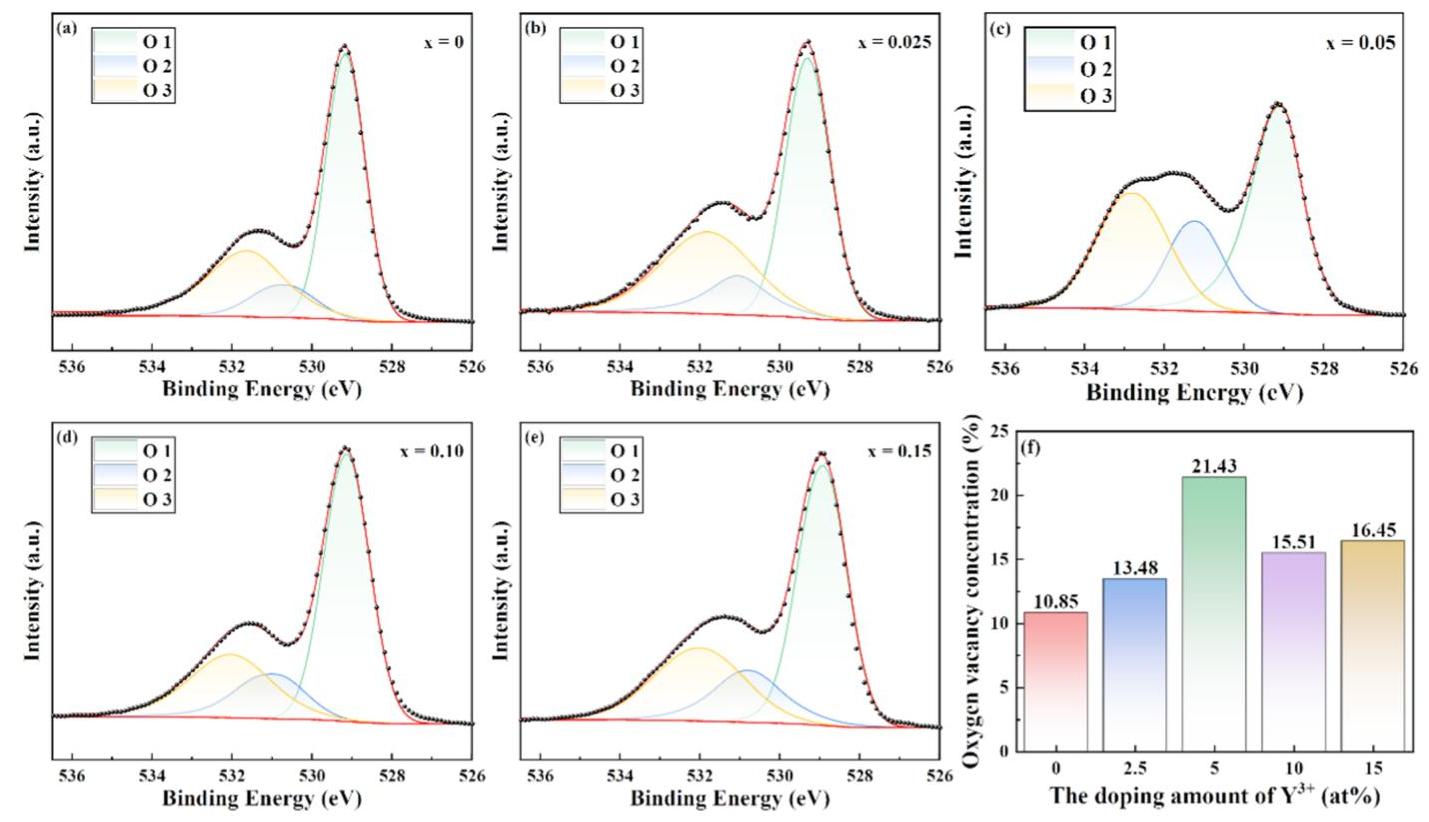 (a)
O 1
O 2
O 3
x = 0
Intensity (a.u.)
536 534 532 530 528 526
Binding Energy (eV)
(b)
O 1
O 2
O 3
x = 0.025
Intensity (a.u.)
536 534 532 530 528 526
Binding Energy (eV)
(c)
O 1
O 2
O 3
x = 0.05
Intensity (a.u.)
536 534 532 530 528 526
Binding Energy (eV)
(d)
O 1
O 2
O 3
x = 0.10
Intensity (a.u.)
536 534 532 530 528 526
Binding Energy (eV)
(e)
O 1
O 2
O 3
x = 0.15
Intensity (a.u.)
536 534 532 530 528 526
Binding Energy (eV)
(f)
Oxygen vacancy concentration (%)
25
20
15
10
5
0
10.85
13.48
21.43
15.51
16.45
0 2.5 5 10 15
The doping amount of Y³⁺ (at%)